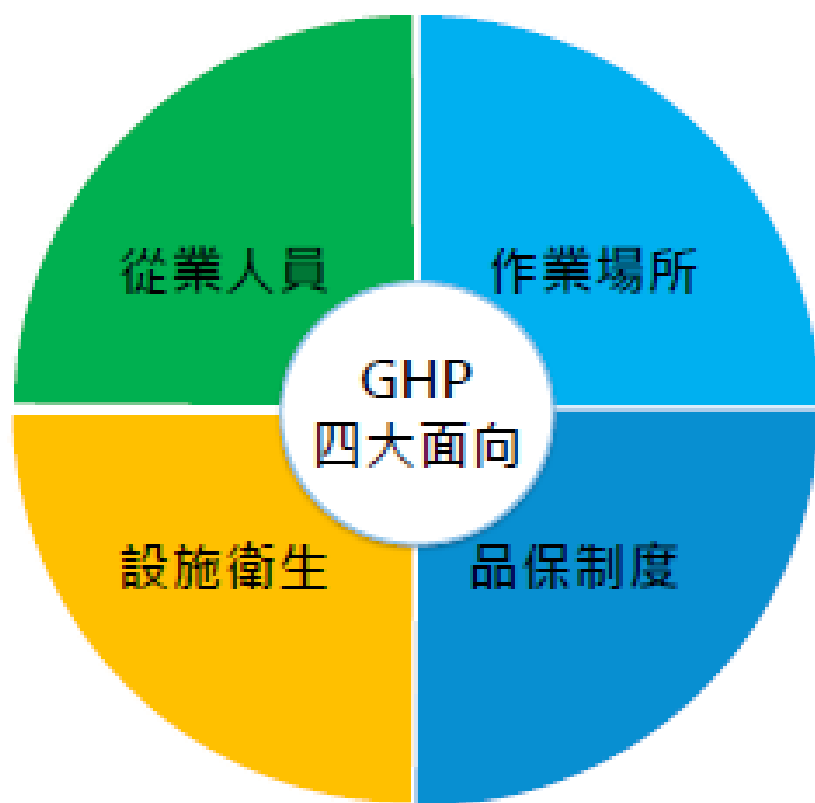 從業人員
作業場所
GHP
四大面向
設施衛生
品保制度